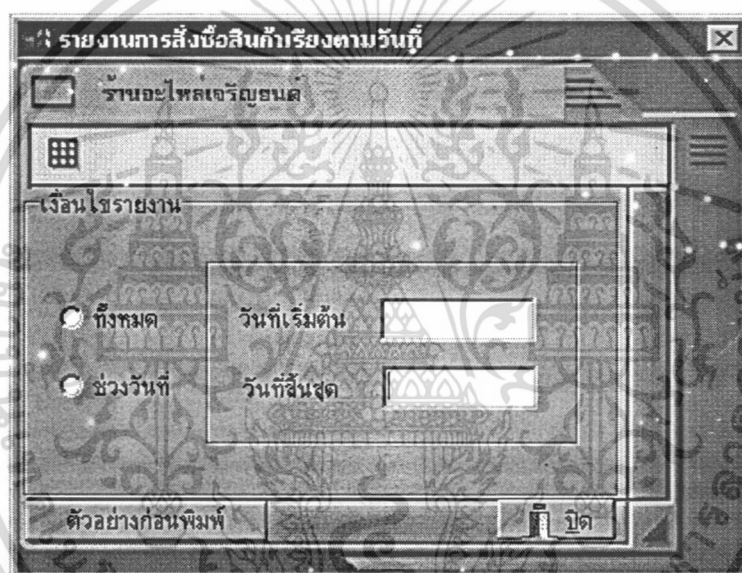 รายงานการสั่งซื้อสินค้าเรียงตามวันที่
ร้านอะไหล่เจริญยนต์
เงื่อนไขรายงาน
ทั้งหมด
วันที่เริ่มต้น
ช่วงวันที่
วันที่สิ้นสุด
ตัวอย่างก่อนพิมพ์
ปิด